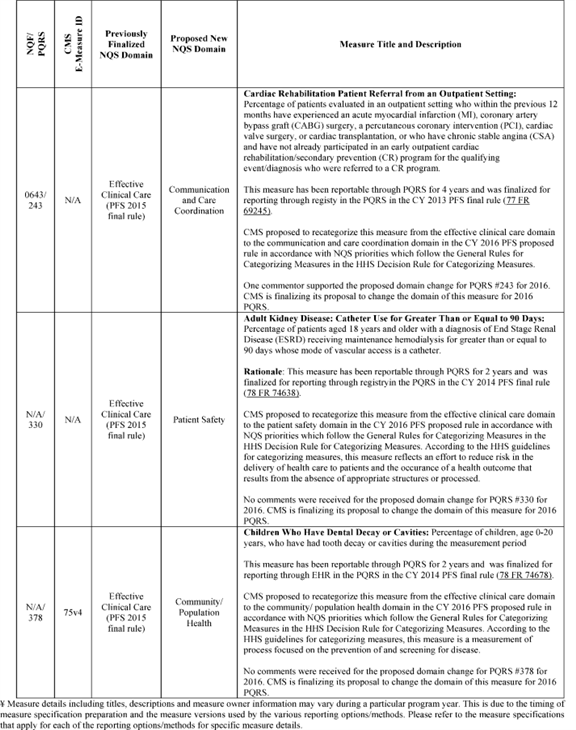 NQF/
PQRS
CMS
E-Measure ID
Previously
Finalized
NQS Domain
Proposed New
NQS Domain
Measure Title and Description
0643/
243
N/A
Effective
Clinical Care
(PFS 2015
final rule)
Communication
and Care
Coordination
Cardiac Rehabilitation Patient Referral from an Outpatient Setting:
Percentage of patients evaluated in an outpatient setting who within the previous 12
months have experienced an acute myocardial infarction (MI), coronary artery
bypass graft (CABG) surgery, a percutaneous coronary intervention (PCI), cardiac
valve surgery, or cardiac transplantation, or who have chronic stable angina (CSA)
and have not already participated in an early outpatient cardiac
rehabilitation/secondary prevention (CR) program for the qualifying
event/diagnosis who were referred to a CR program.
This measure has been reportable through PQRS for 4 years and was finalized for
reporting through registy in the PQRS in the CY 2013 PFS final rule (77 FR
69245).
CMS proposed to recategorize this measure from the effective clinical care domain
to the communication and care coordination domain in the CY 2016 PFS proposed
rule in accordance with NQS priorities which follow the General Rules for
Categorizing Measures in the HHS Decision Rule for Categorizing Measures.
One commentor supported the proposed domain change for PQRS #243 for 2016.
CMS is finalizing its proposal to change the domain of this measure for 2016
PQRS.
N/A/
330
N/A
Effective
Clinical Care
(PFS 2015
final rule)
Patient Safety
Adult Kidney Disease: Catheter Use for Greater Than or Equal to 90 Days:
Percentage of patients aged 18 years and older with a diagnosis of End Stage Renal
Disease (ESRD) receiving maintenance hemodialysis for greater than or equal to
90 days whose mode of vascular access is a catheter.
Rationale: This measure has been reportable through PQRS for 2 years and was
finalized for reporting through registryin the PQRS in the CY 2014 PFS final rule
(78 FR 74638).
CMS proposed to recategorize this measure from the effective clinical care domain
to the patient safety domain in the CY 2016 PFS proposed rule in accordance with
NQS priorities which follow the General Rules for Categorizing Measures in the
HHS Decision Rule for Categorizing Measures. According to the HHS guidelines
for categorizing measures, this measure reflects an effort to reduce risk in the
delivery of health care to patients and the occurance of a health outcome that
results from the absence of appropriate structures or processed.
No comments were received for the proposed domain change for PQRS #330 for
2016. CMS is finalizing its proposal to change the domain of this measure for 2016
PQRS.
N/A/
378
75v4
Effective
Clinical Care
(PFS 2015
final rule)
Community/
Population
Health
Children Who Have Dental Decay or Cavities: Percentage of children, age 0-20
years, who have had tooth decay or cavities during the measurement period
This measure has been reportable through PQRS for 2 years and was finalized for
reporting through EHR in the PQRS in the CY 2014 PFS final rule (78 FR 74678).
CMS proposed to recategorize this measure from the effective clinical care domain
to the community/ population health domain in the CY 2016 PFS proposed rule in
accordance with NQS priorities which follow the General Rules for Categorizing
Measures in the HHS Decision Rule for Categorizing Measures. According to the
HHS guidelines for categorizing measures, this measure is a measurement of
process focused on the prevention of and screening for disease.
No comments were received for the proposed domain change for PQRS #378 for
2016. CMS is finalizing its proposal to change the domain of this measure for 2016
PQRS.
¥ Measure details including titles, descriptions and measure owner information may vary during a particular program year. This is due to the timing of
measure specification preparation and the measure versions used by the various reporting options/methods. Please refer to the measure specifications
that apply for each of the reporting options/methods for specific measure details.